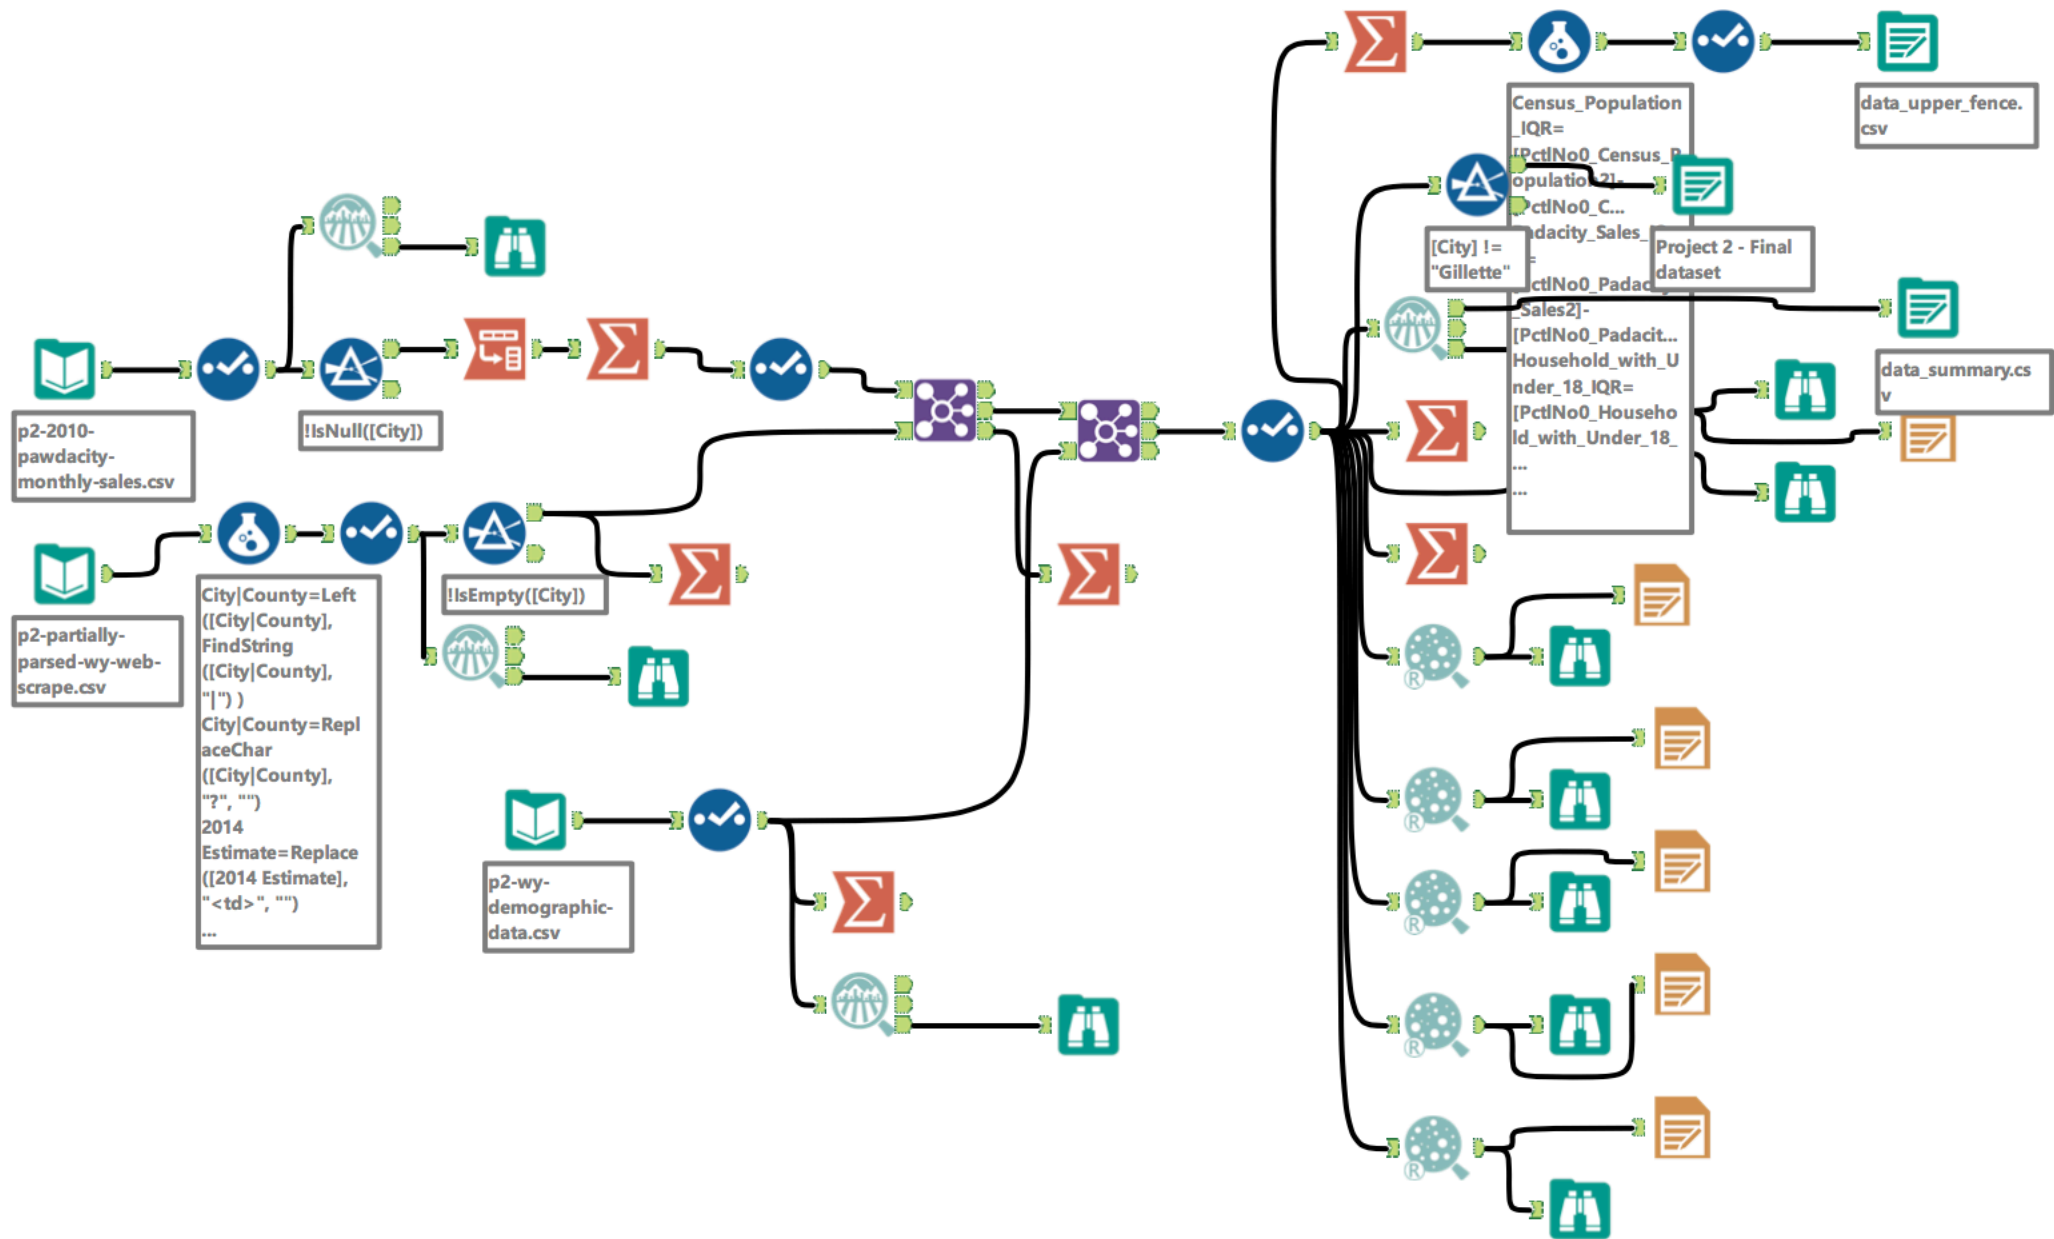 p2-2010-
pawdacity-
monthly-sales.csv
!IsNull([City])
p2-partially-
parsed-wy-web-
scrape.csv
City|County=Left
([City|County],
FindString
([City|County],
"|") )
City|County=Repl
aceChar
([City|County],
"?", "")
2014
Estimate=Replace
([2014 Estimate],
"<td>", "")
...
!IsEmpty([City])
p2-wy-
demographic-
data.csv
Census_Population
_IQR=
[PctlNo0_Census_P
opulation2]-
PctlNo0_C...
adacity_Sales_
=
ctlNo0_Padac
_Sales2]-
[PctlNo0_Padacit...
Household_with_U
nder_18_IQR=
[PctlNo0_Househo
ld_with_Under_18_
...
...
data_upper_fence.
csv
[City] !=
"Gillette"
Project 2 - Final
dataset
data_summary.cs
v
R
R
R
R
R